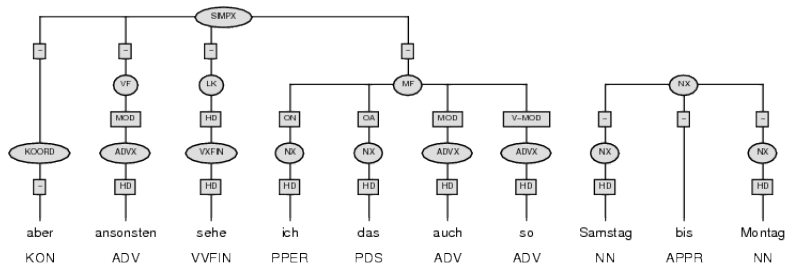 SIMPX
– – – –
VF LK MF NX
MOD HD ON OA MOD V-MOD – – –
KOORD ADVX VXFIN NX NX ADVX ADVX NX NX
– HD HD HD HD HD HD HD HD
aber ansonsten sehe ich das auch so Samstag bis Montag
KON ADV VVFIN PPER PDS ADV ADV NN APPR NN